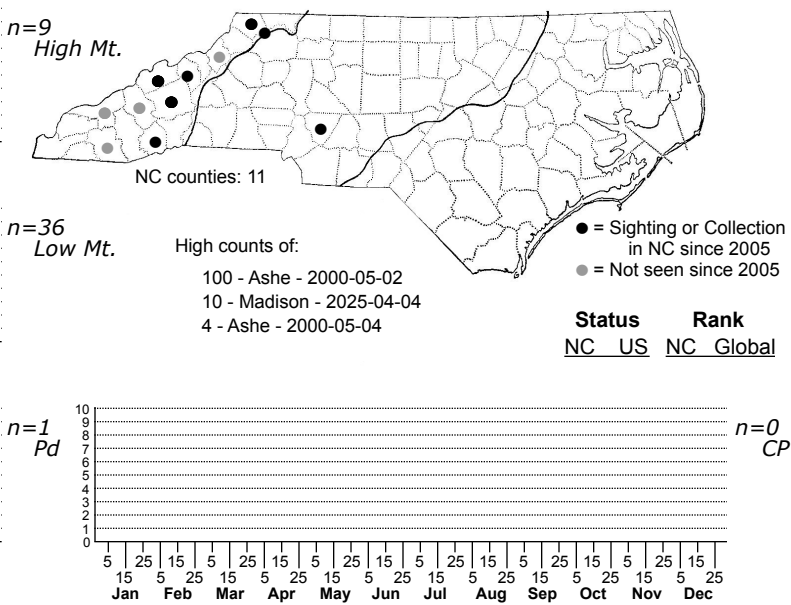 n=9
High Mt.
NC counties: 11
n=36
Low Mt.
High counts of:
100 - Ashe - 2000-05-02
10 - Madison - 2025-04-04
4 - Ashe - 2000-05-04
● = Sighting or Collection
in NC since 2005
● = Not seen since 2005
Status Rank
NC US NC Global
n=1
Pd
n=0
CP
10
9
8
7
6
5
4
3
2
1
0
5 25 15 5 25 15 5 25 15 5 25 15 5 25 15 5 25 15
15 5 25 15 5 25 15 5 25 15 5 25 15 5 25 15 5 25
Jan Feb Mar Apr May Jun Jul Aug Sep Oct Nov Dec